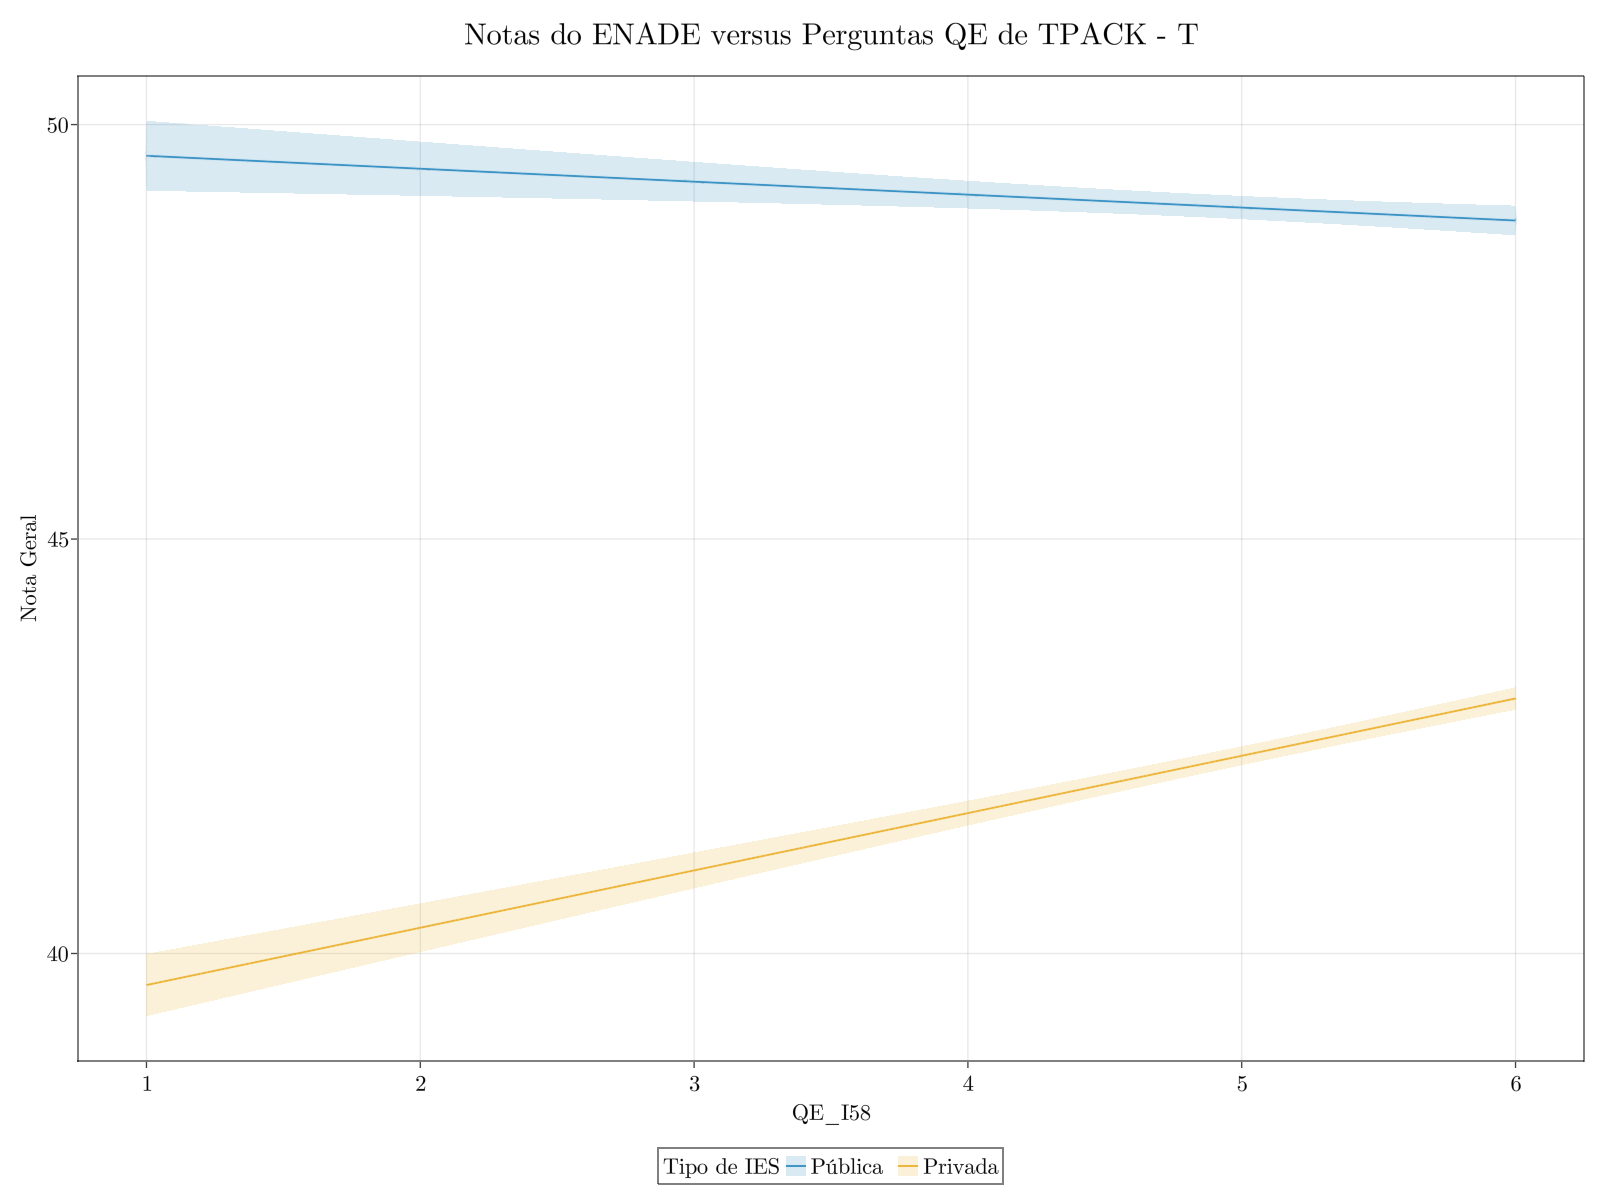 Notas do ENADE versus Perguntas QE de TPACK - T
Nota Geral
50
45
40
1 2 3 4 5 6
QE_I58
Tipo de IES Pública Privada